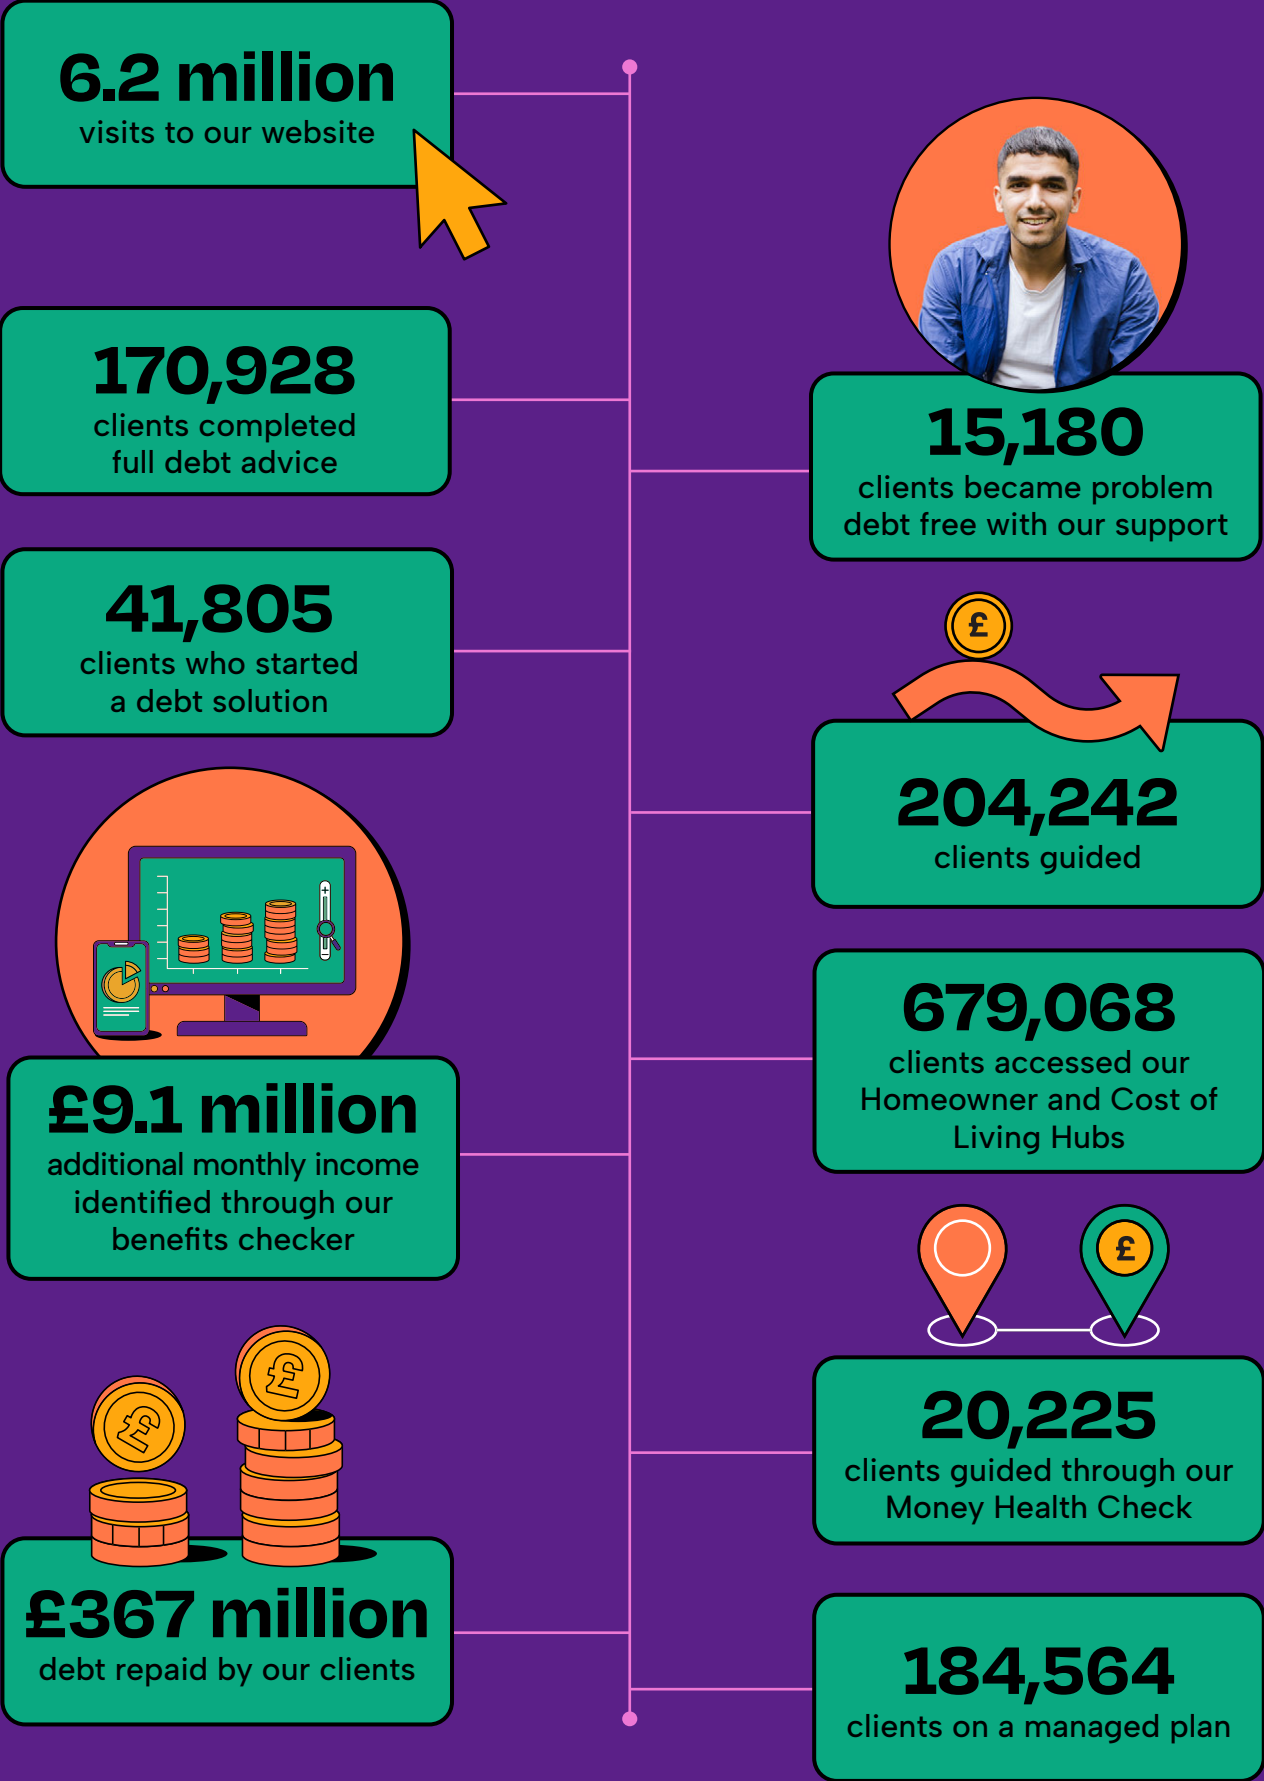 6.2 million
visits to our website
170,928
clients completed
full debt advice
41,805
clients who started
a debt solution
£9.1 million
additional monthly income
identified through our
benefits checker
£367 million
debt repaid by our clients
15,180
clients became problem
debt free with our support
£
204,242
clients guided
679,068
clients accessed our
Homeowner and Cost of
Living Hubs
£
20,225
clients guided through our
Money Health Check
184,564
clients on a managed plan